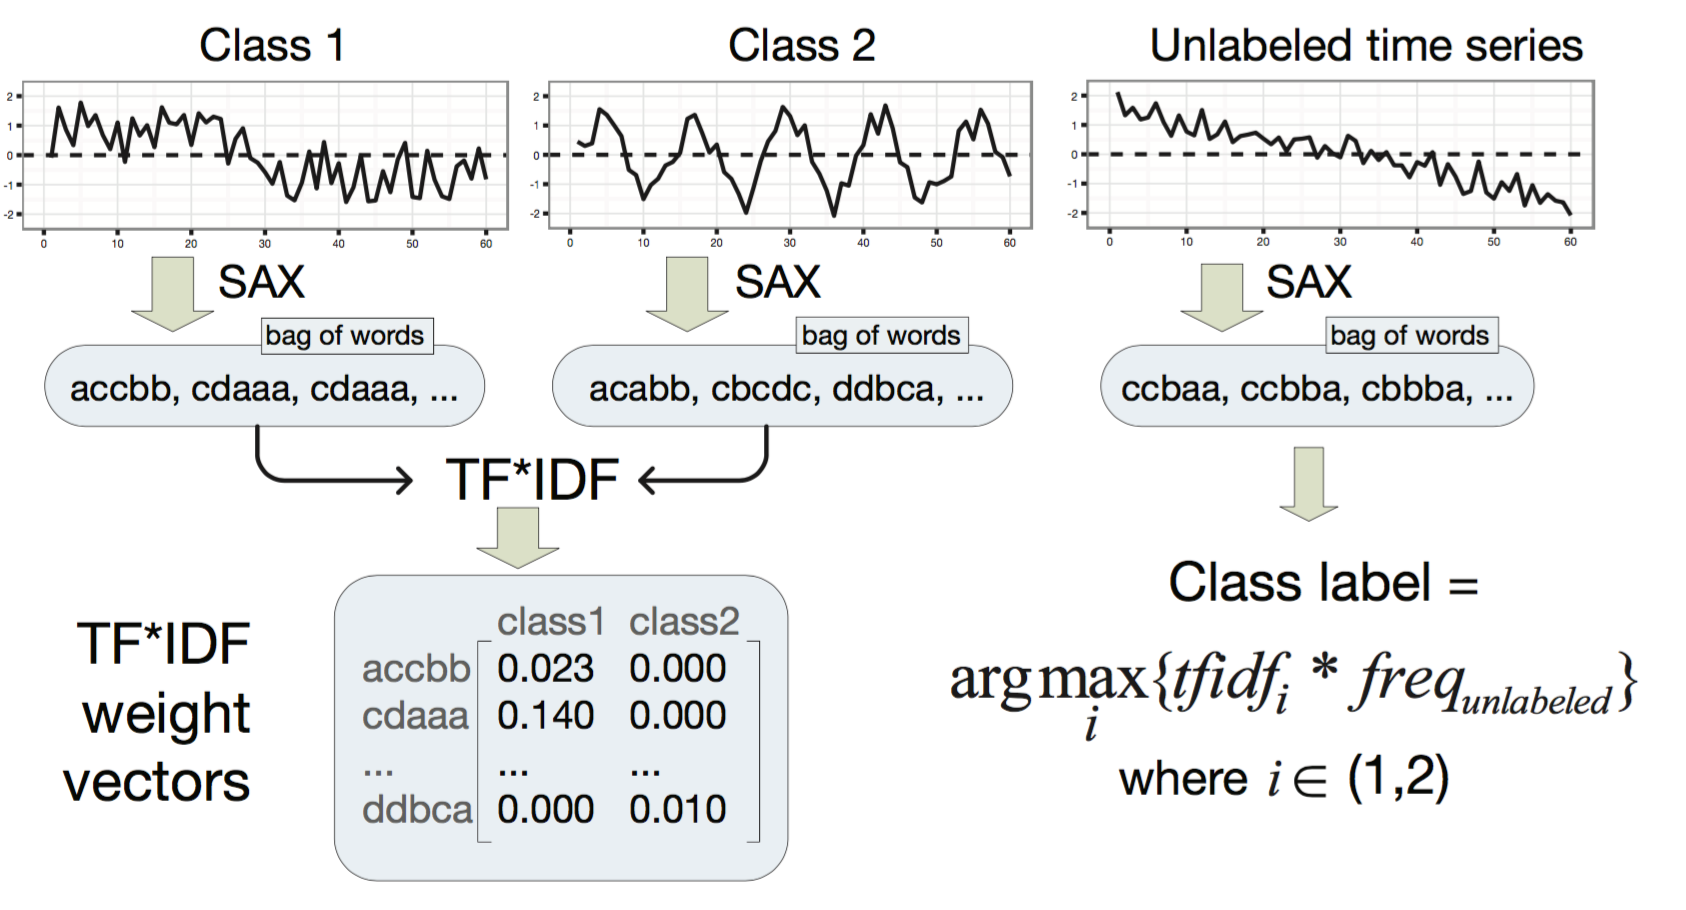 Class 1
Class 2
Unlabeled time series
2
1
0
-1
-2
0 10 20 30 40 50 60
2
1
0
-1
-2
0 10 20 30 40 50 60
2
1
0
-1
-2
0 10 20 30 40 50 60
SAX
SAX
SAX
bag of words
bag of words
bag of words
accbb, cdaaa, cdaaa, ...
acabb, cbcdc, ddbca, ...
ccbaa, ccbba, cbbba, ...
TF*IDF
TF*IDF
weight
vectors
class1 class2
accbb 0.023 0.000
cdaaa 0.140 0.000
... ... ...
ddbca 0.000 0.010
Class label =
arg max{tfidf_i * freq_unlabeled}
i
where i ∈ (1,2)